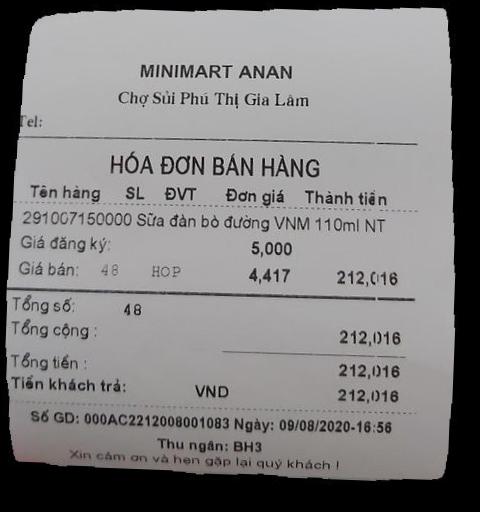 MINIMART ANAN
Chợ Sủi Phú Thị Gia Lâm
Tel:
HÓA ĐƠN BÁN HÀNG
Tên hàng SL ĐVT Đơn giá Thành tiền
291007150000 Sữa đàn bò đường VNM 110ml NT
Giá đăng ký: 5,000
Giá bán: 48 HOP 4,417 212,016
Tổng số: 48
Tổng cộng : 212,016
Tổng tiền : 212,016
Tiền khách trả: VND 212,016
Số GD: 000AC2212008001083 Ngày: 09/08/2020-16:56
Thu ngân: BH3
Xin cảm ơn và hẹn gặp lại quý khách !